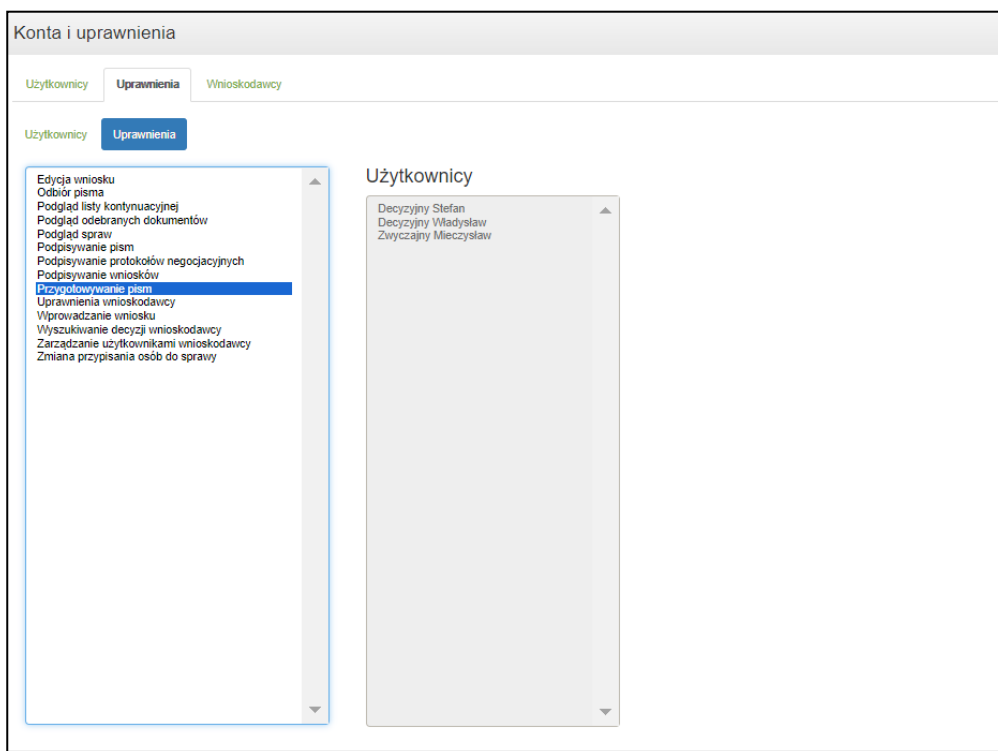 Konta i uprawnienia
Użytkownicy Uprawnienia Wnioskodawcy
Użytkownicy Uprawnienia
Edycja wniosku
Odbiór pisma
Podgląd listy kontynuacyjnej
Podgląd odebranych dokumentów
Podgląd spraw
Podpisywanie pism
Podpisywanie protokołów negocjacyjnych
Podpisywanie wniosków
Przygotowywanie pism
Uprawnienia wnioskodawcy
Wprowadzanie wniosku
Wyszukiwanie decyzji wnioskodawcy
Zarządzanie użytkownikami wnioskodawcy
Zmiana przypisania osób do sprawy
Użytkownicy
Decyzyjny Stefan
Decyzyjny Władysław
Zwyczajny Mieczysław